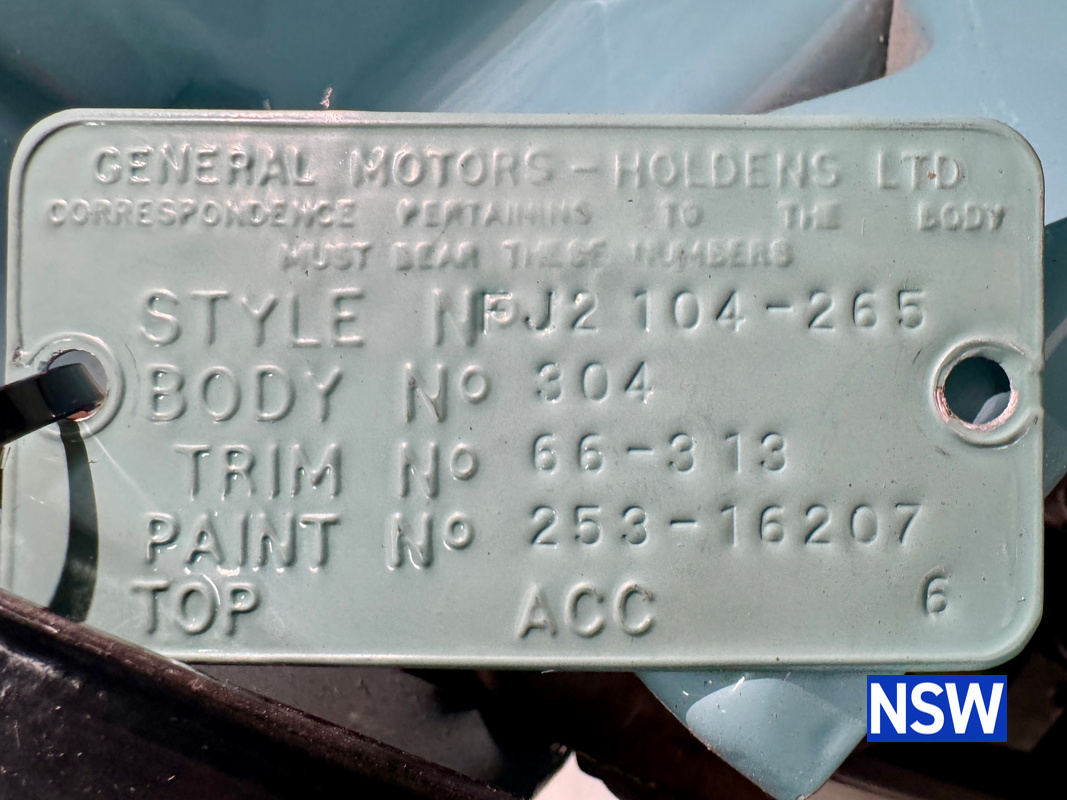 GENERAL MOTORS - HOLDENS LTD
CORRESPONDENCE PERTAINING TO THE BODY
MUST BEAR THESE NUMBERS
STYLE N FJ2 104-265
BODY Nº 304
TRIM Nº 66-313
PAINT Nº 253-16207
TOP ACC 6
NSW